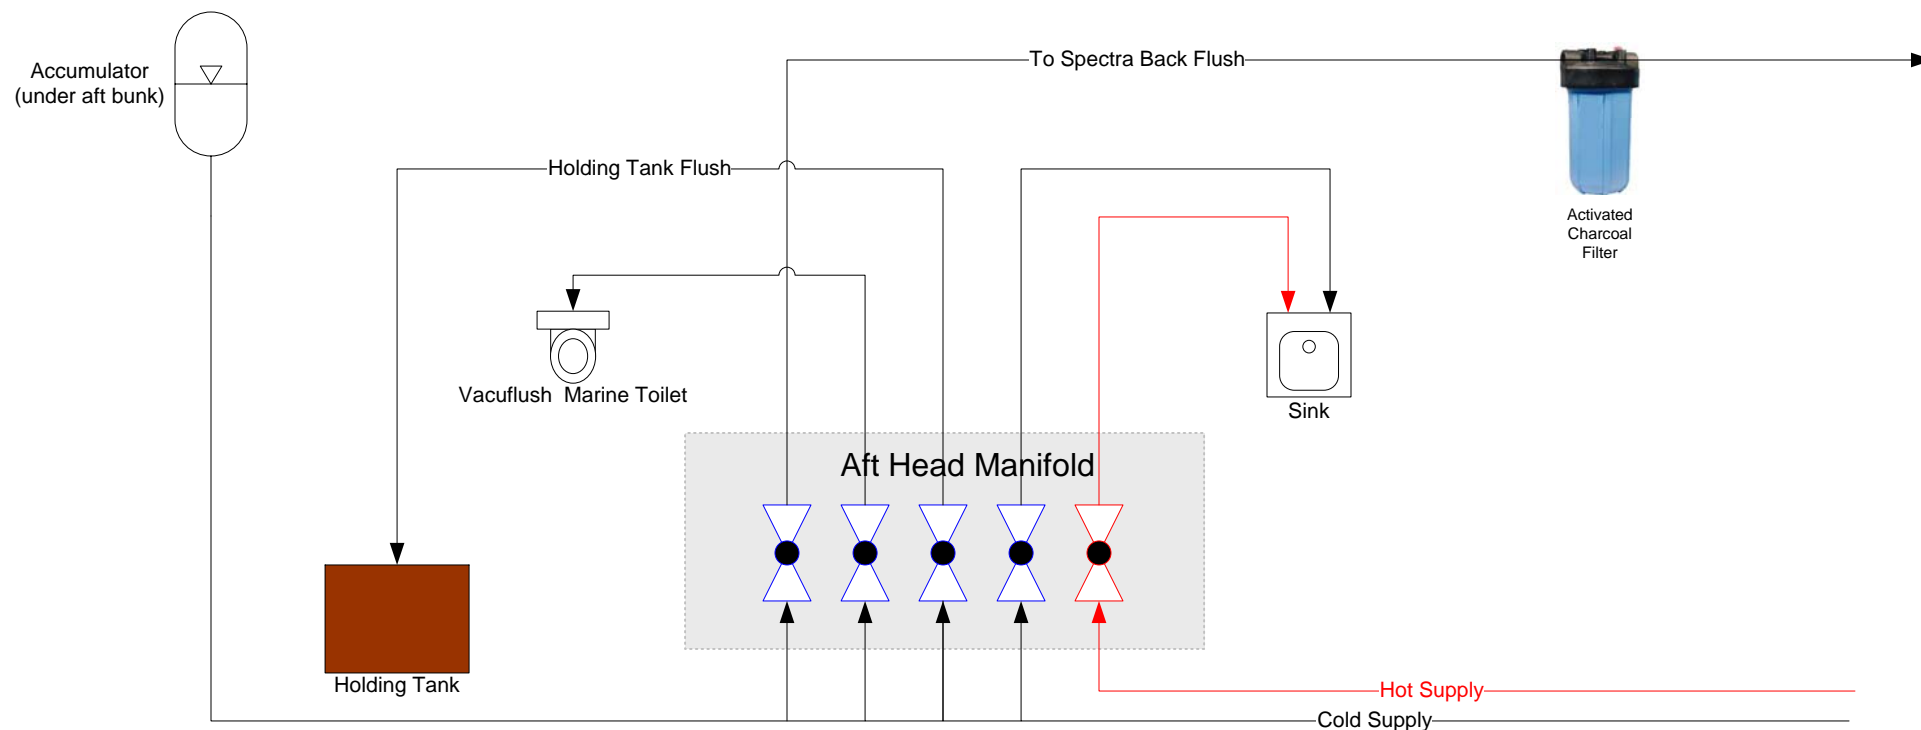 Accumulator
(under aft bunk)
To Spectra Back Flush
Holding Tank Flush
Activated
Charcoal
Filter
Vacuflush  Marine Toilet
Sink
Aft Head Manifold
Holding Tank
Hot Supply
Cold Supply